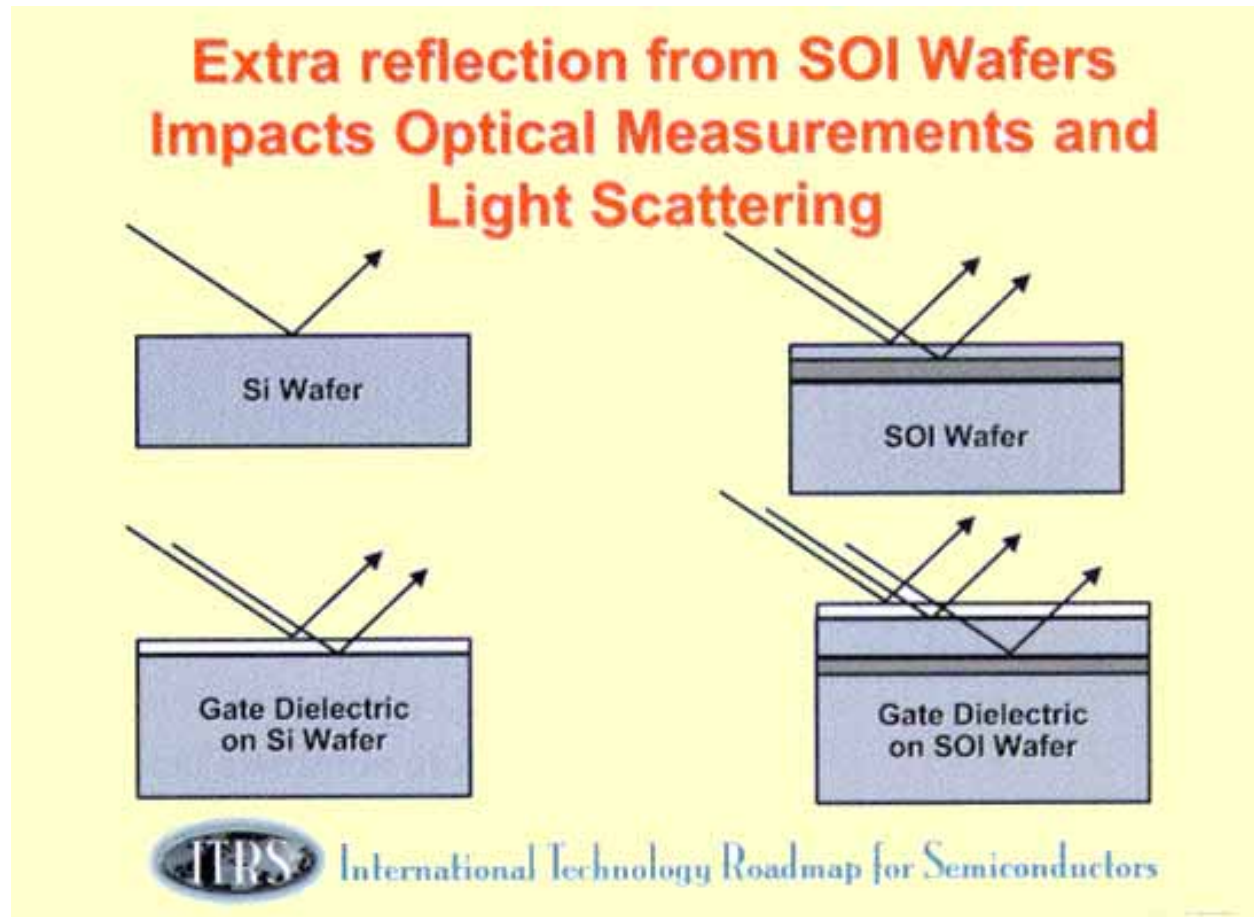 Extra reflection from SOI Wafers
Impacts Optical Measurements and
Light Scattering
Si Wafer
SOI Wafer
Gate Dielectric
on Si Wafer
Gate Dielectric
on SOI Wafer
ITRS
International Technology Roadmap for Semiconductors